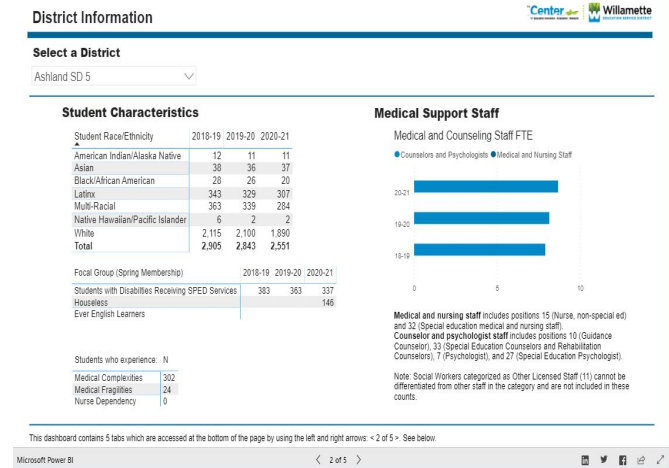 District Information
Center
Willamette
EDUCATION SERVICE DISTRICT
Select a District
Ashland SD 5
Student Characteristics
Student Race/Ethnicity 2018-19 2019-20 2020-21
American Indian/Alaska Native 12 11 11
Asian 38 36 37
Black/African American 28 26 20
Latinx 343 329 307
Multi-Racial 363 339 284
Native Hawaiian/Pacific Islander 6 2 2
White 2,115 2,100 1,890
Total 2,905 2,843 2,551
Focal Group (Spring Membership) 2018-19 2019-20 2020-21
Students with Disabilties Receiving SPED Services 383 363 337
Houseless 146
Ever English Learners
Students who experience: N
Medical Complexities 302
Medical Fragilities 24
Nurse Dependency 0
Medical Support Staff
Medical and Counseling Staff FTE
Counselors and Psychologists Medical and Nursing Staff
20-21
19-20
18-19
0 5 10
Medical and nursing staff includes positions 15 (Nurse, non-special ed)
and 32 (Special education medical and nursing staff).
Counselor and psychologist staff includes positions 10 (Guidance
Counselor), 33 (Special Education Counselors and Rehabilitation
Counselors), 7 (Psychologist), and 27 (Special Education Psychologist).
Note: Social Workers categorized as Other Licensed Staff (11) cannot be
differentiated from other staff in the category and are not included in these
counts.
This dashboard contains 5 tabs which are accessed at the bottom of the page by using the left and right arrows: < 2 of 5 >. See below.
Microsoft Power BI
< 2 of 5 >